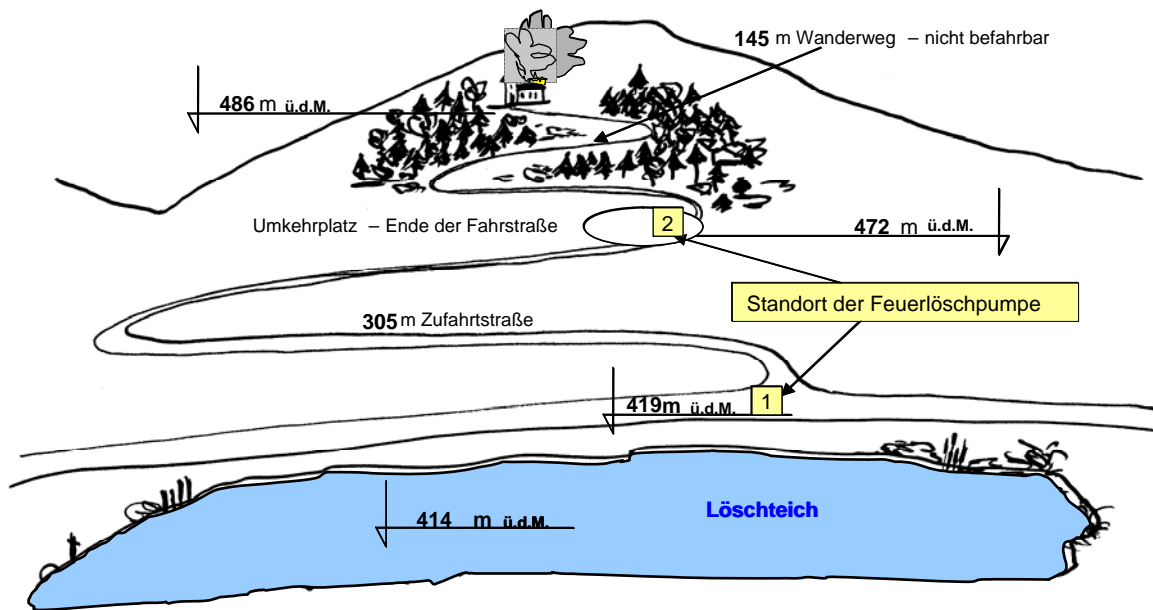 145 m Wanderweg – nicht befahrbar
486 m ü.d.M.
Umkehrplatz – Ende der Fahrstraße
2
472 m ü.d.M.
Standort der Feuerlöschpumpe
305 m Zufahrtstraße
419m ü.d.M.
1
Löschteich
414 m ü.d.M.